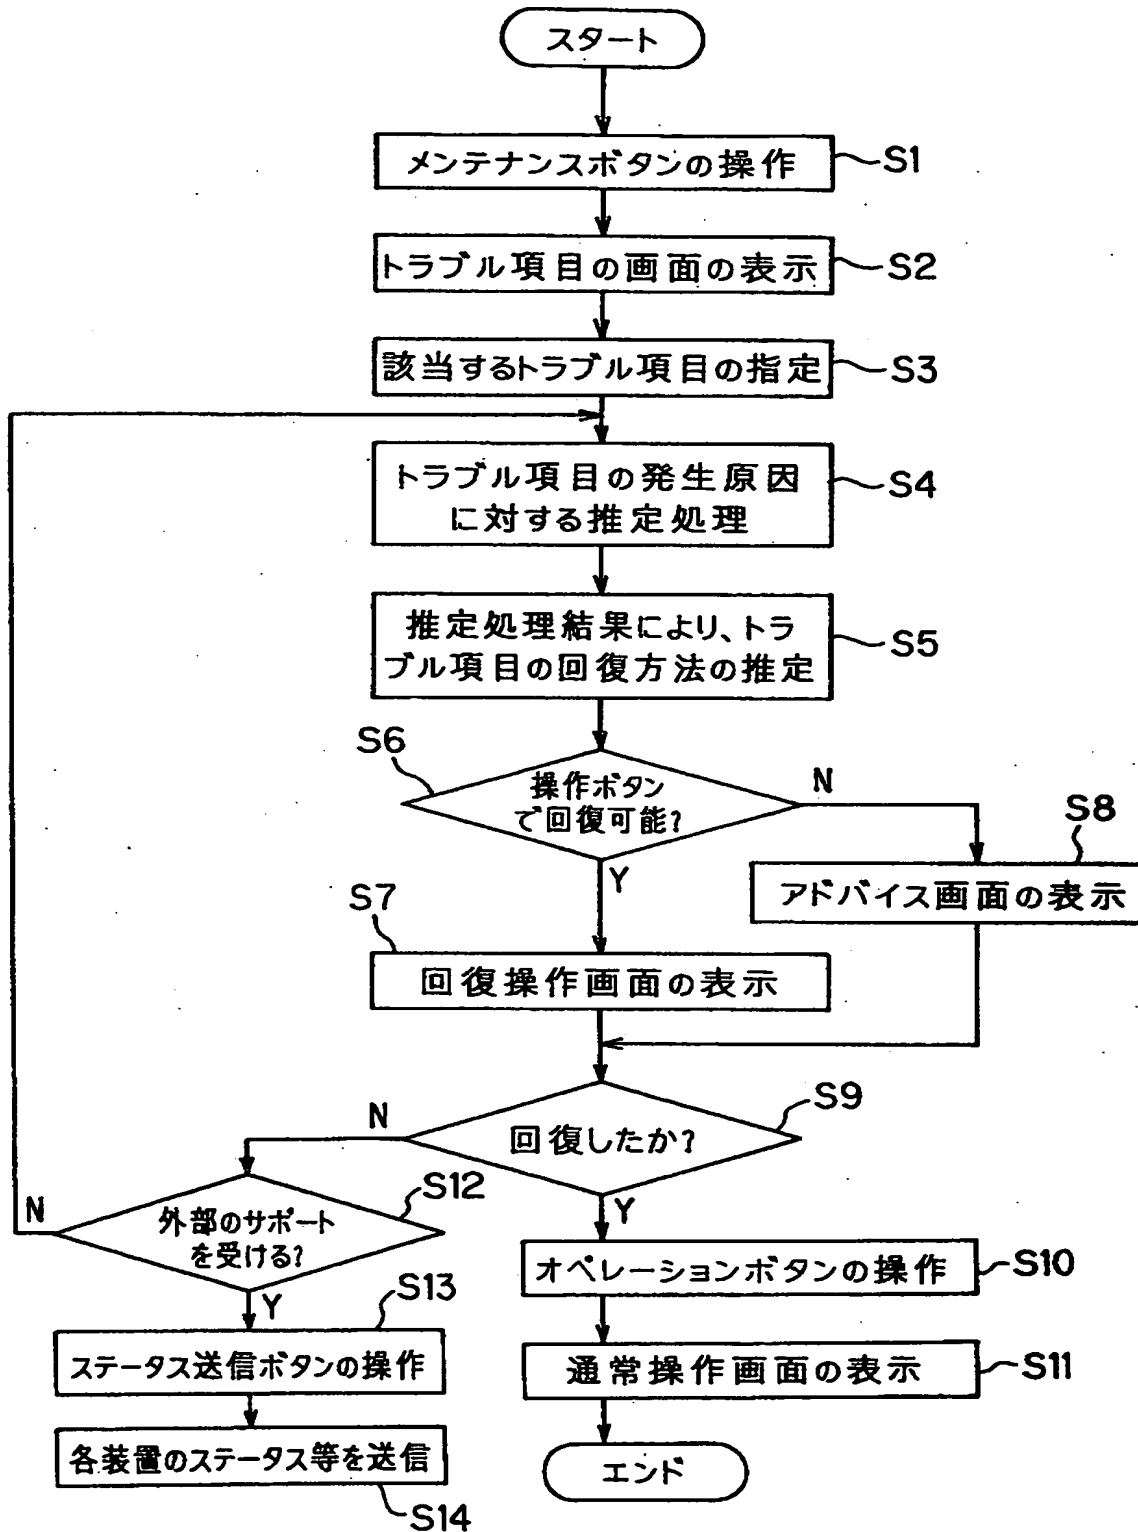 スタート
メンテナンスボタンの操作
S1
トラブル項目の画面の表示
S2
該当するトラブル項目の指定
S3
トラブル項目の発生原因
に対する推定処理
S4
推定処理結果により、トラ
ブル項目の回復方法の推定
S5
S6
操作ボタン
で回復可能?
N
Y
S8
アドバイス画面の表示
S7
回復操作画面の表示
S9
回復したか?
N
Y
S12
外部のサポート
を受ける?
N
Y
S10
オペレーションボタンの操作
S13
ステータス送信ボタンの操作
S11
通常操作画面の表示
各装置のステータス等を送信
S14
エンド